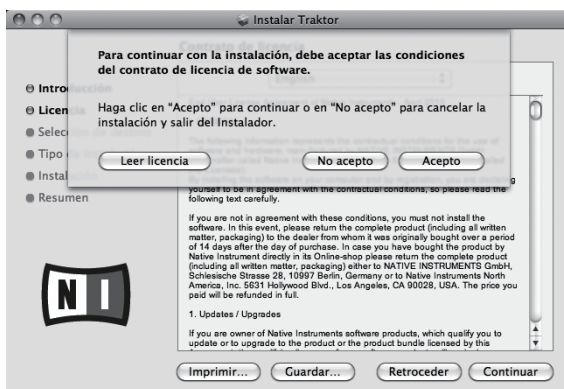 Instalar Traktor
Contrato de licencia
Para continuar con la instalación, debe aceptar las condiciones
del contrato de licencia de software.
Haga clic en “Acepto” para continuar o en “No acepto” para cancelar la
instalación y salir del Instalador.
Leer licencia
No acepto
Acepto
Licen
Selec
Tipo
Instal
Resumen
NI
yourself to be in agreement with the contractual conditions, so please read the
following text carefully.
If you are not in agreement with these conditions, you must not install the
software. In this event, please return the complete product (including all written
matter, packaging) to the dealer from whom it was originally bought over a period
of 14 days after the day of purchase. In case you have bought the product by
Native Instrument directly in its Online-shop please return the complete product
(including all written matter, packaging) either to NATIVE INSTRUMENTS GmbH,
Schlesische Strasse 28, 10997 Berlin, Germany or to Native Instruments North
America, Inc. 5631 Hollywood Blvd., Los Angeles, CA 90028, USA. The price you
paid will be refunded in full.
1. Updates / Upgrades
If you are owner of Native Instruments software products, which qualify you to
update or to upgrade to the product or the product bundle licensed by this
Imprimir...
Guardar...
Retroceder
Continuar